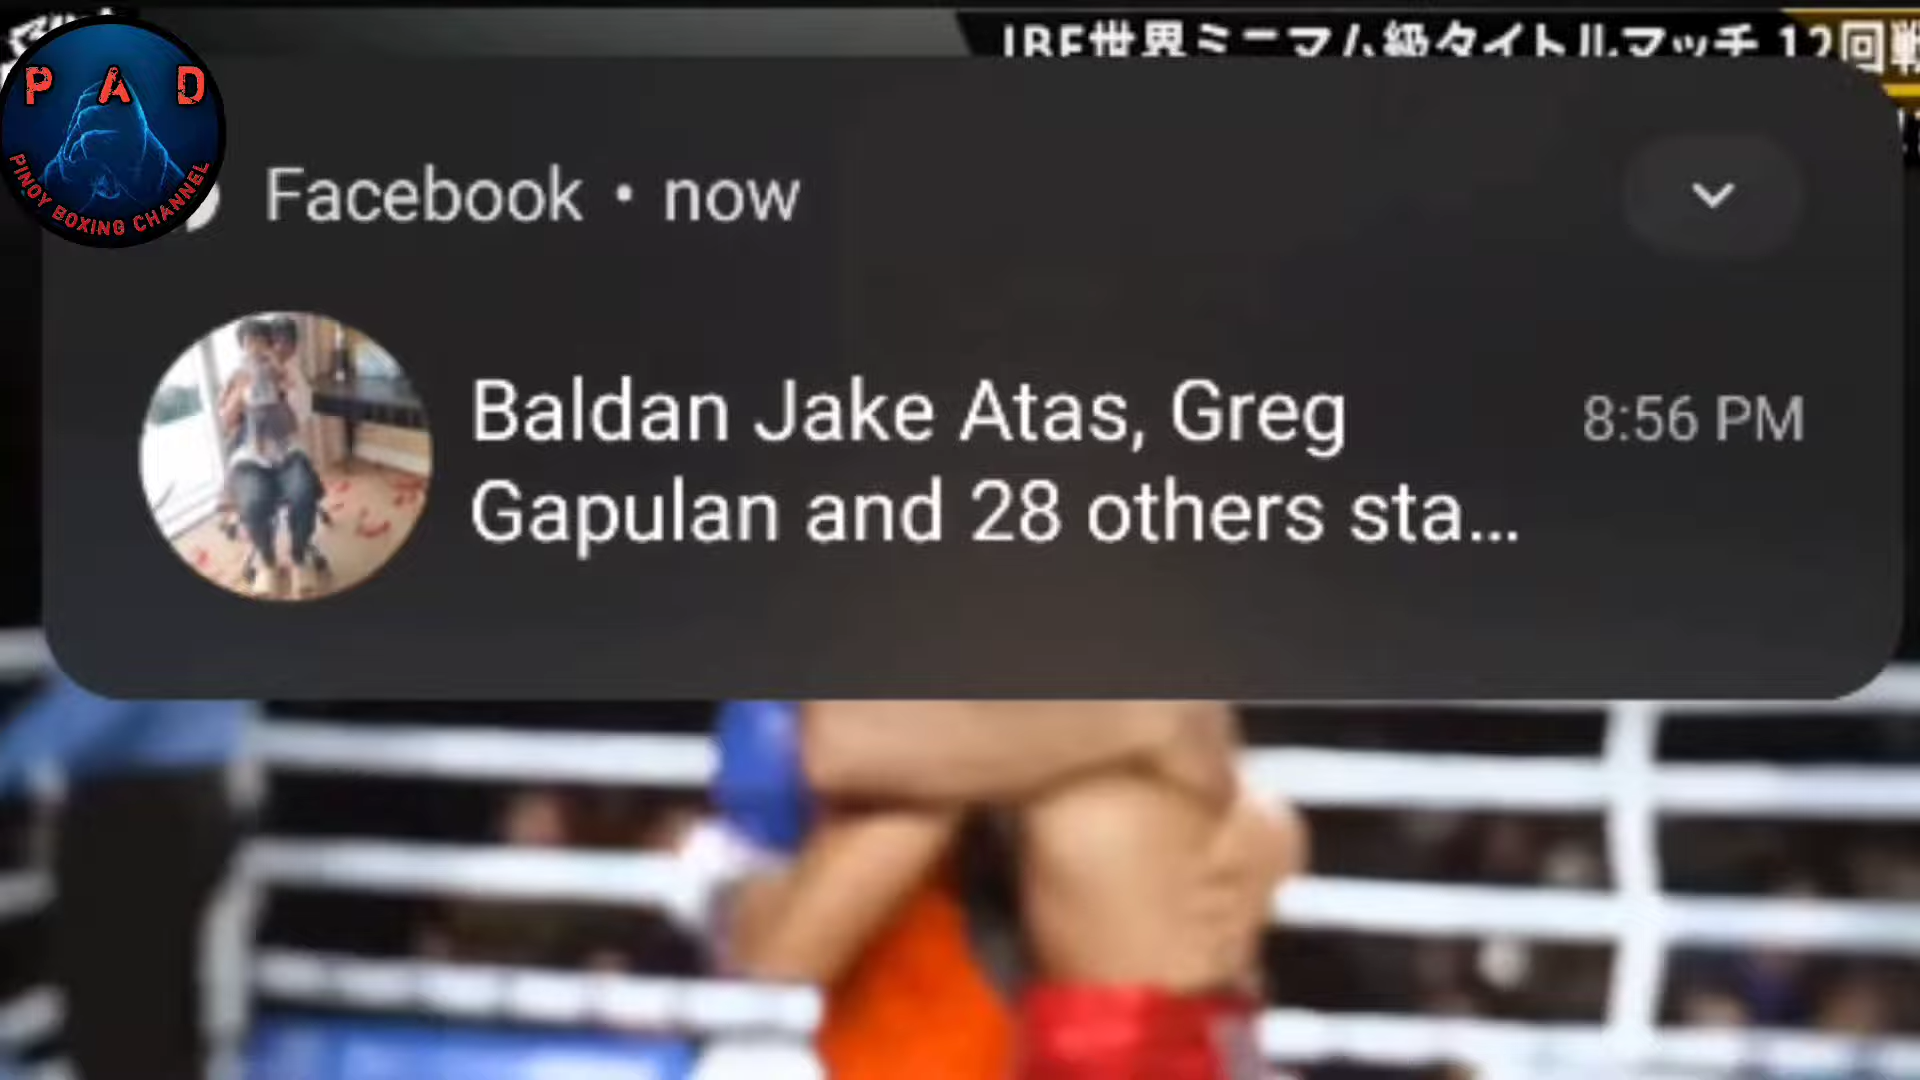 IBF世界ミニマム級タイトルマッチ 12回戦
P A D
PINOY BOXING CHANNEL
Facebook • now
Baldan Jake Atas, Greg
8:56 PM
Gapulan and 28 others sta...